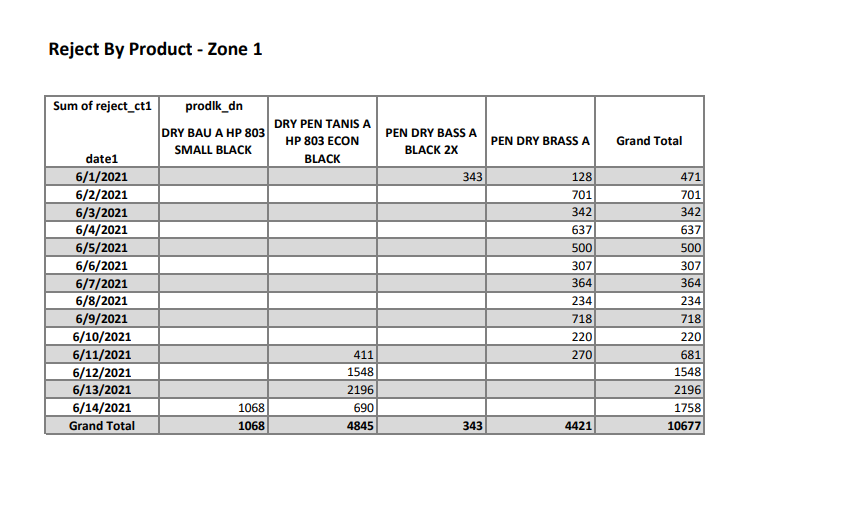 Reject By Product - Zone 1
Sum of reject_ct1 prodlk_dn
date1 DRY BAU A HP 803 SMALL BLACK DRY PEN TANIS A HP 803 ECON BLACK PEN DRY BASS A BLACK 2X PEN DRY BRASS A Grand Total
6/1/2021 343 128 471
6/2/2021 701 701
6/3/2021 342 342
6/4/2021 637 637
6/5/2021 500 500
6/6/2021 307 307
6/7/2021 364 364
6/8/2021 234 234
6/9/2021 718 718
6/10/2021 220 220
6/11/2021 411 270 681
6/12/2021 1548 1548
6/13/2021 2196 2196
6/14/2021 1068 690 1758
Grand Total 1068 4845 343 4421 10677